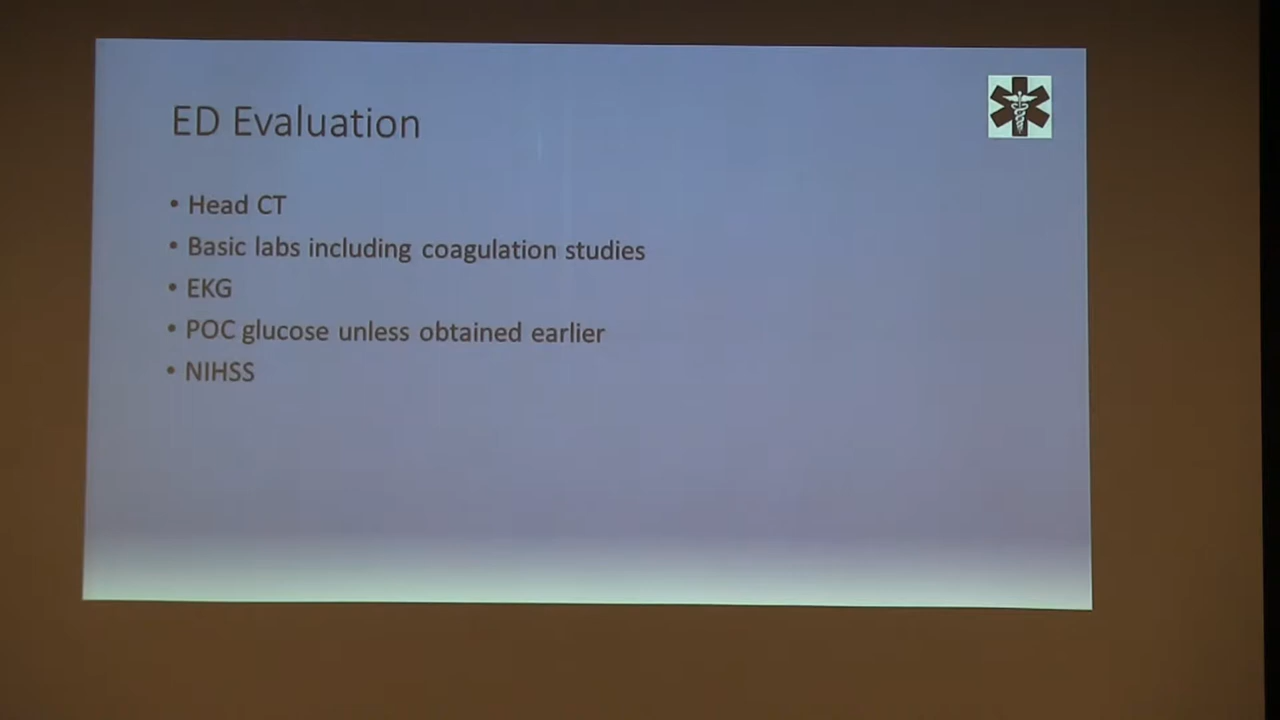 ED Evaluation
• Head CT
• Basic labs including coagulation studies
• EKG
• POC glucose unless obtained earlier
• NIHSS